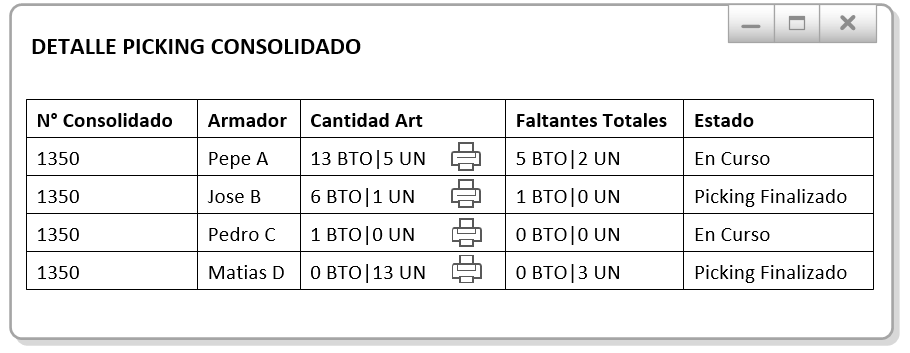 DETALLE PICKING CONSOLIDADO
N° Consolidado Armador Cantidad Art Faltantes Totales Estado
1350 Pepe A 13 BTO|5 UN 5 BTO|2 UN En Curso
1350 Jose B 6 BTO|1 UN 1 BTO|0 UN Picking Finalizado
1350 Pedro C 1 BTO|0 UN 0 BTO|0 UN En Curso
1350 Matias D 0 BTO|13 UN 0 BTO|3 UN Picking Finalizado